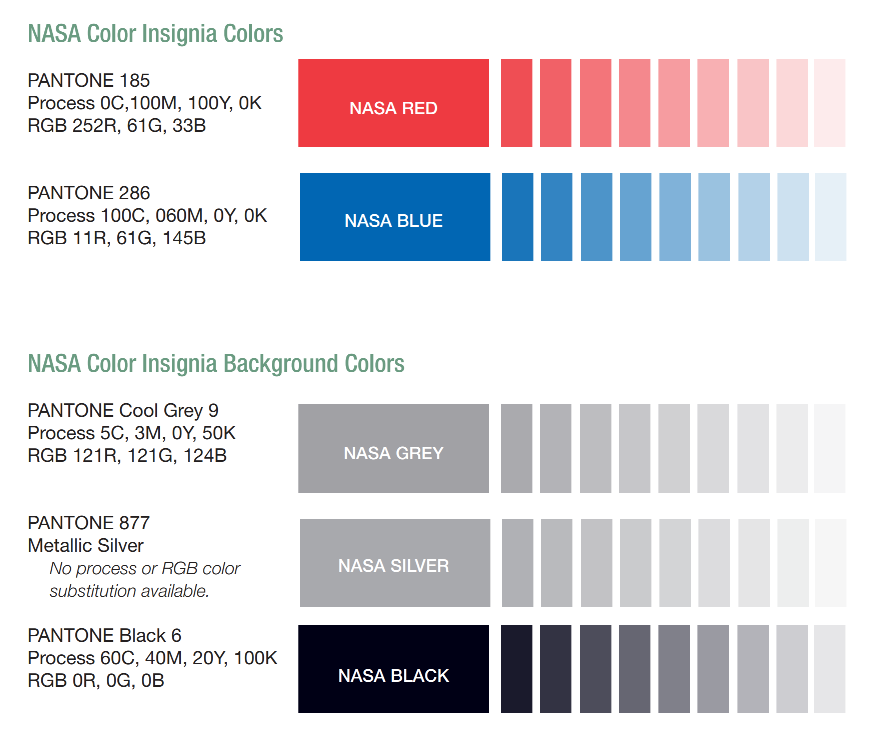 NASA Color Insignia Colors
PANTONE 185
Process 0C,100M, 100Y, 0K
RGB 252R, 61G, 33B
NASA RED
PANTONE 286
Process 100C, 060M, 0Y, 0K
RGB 11R, 61G, 145B
NASA BLUE
NASA Color Insignia Background Colors
PANTONE Cool Grey 9
Process 5C, 3M, 0Y, 50K
RGB 121R, 121G, 124B
NASA GREY
PANTONE 877
Metallic Silver
No process or RGB color
substitution available.
NASA SILVER
PANTONE Black 6
Process 60C, 40M, 20Y, 100K
RGB 0R, 0G, 0B
NASA BLACK